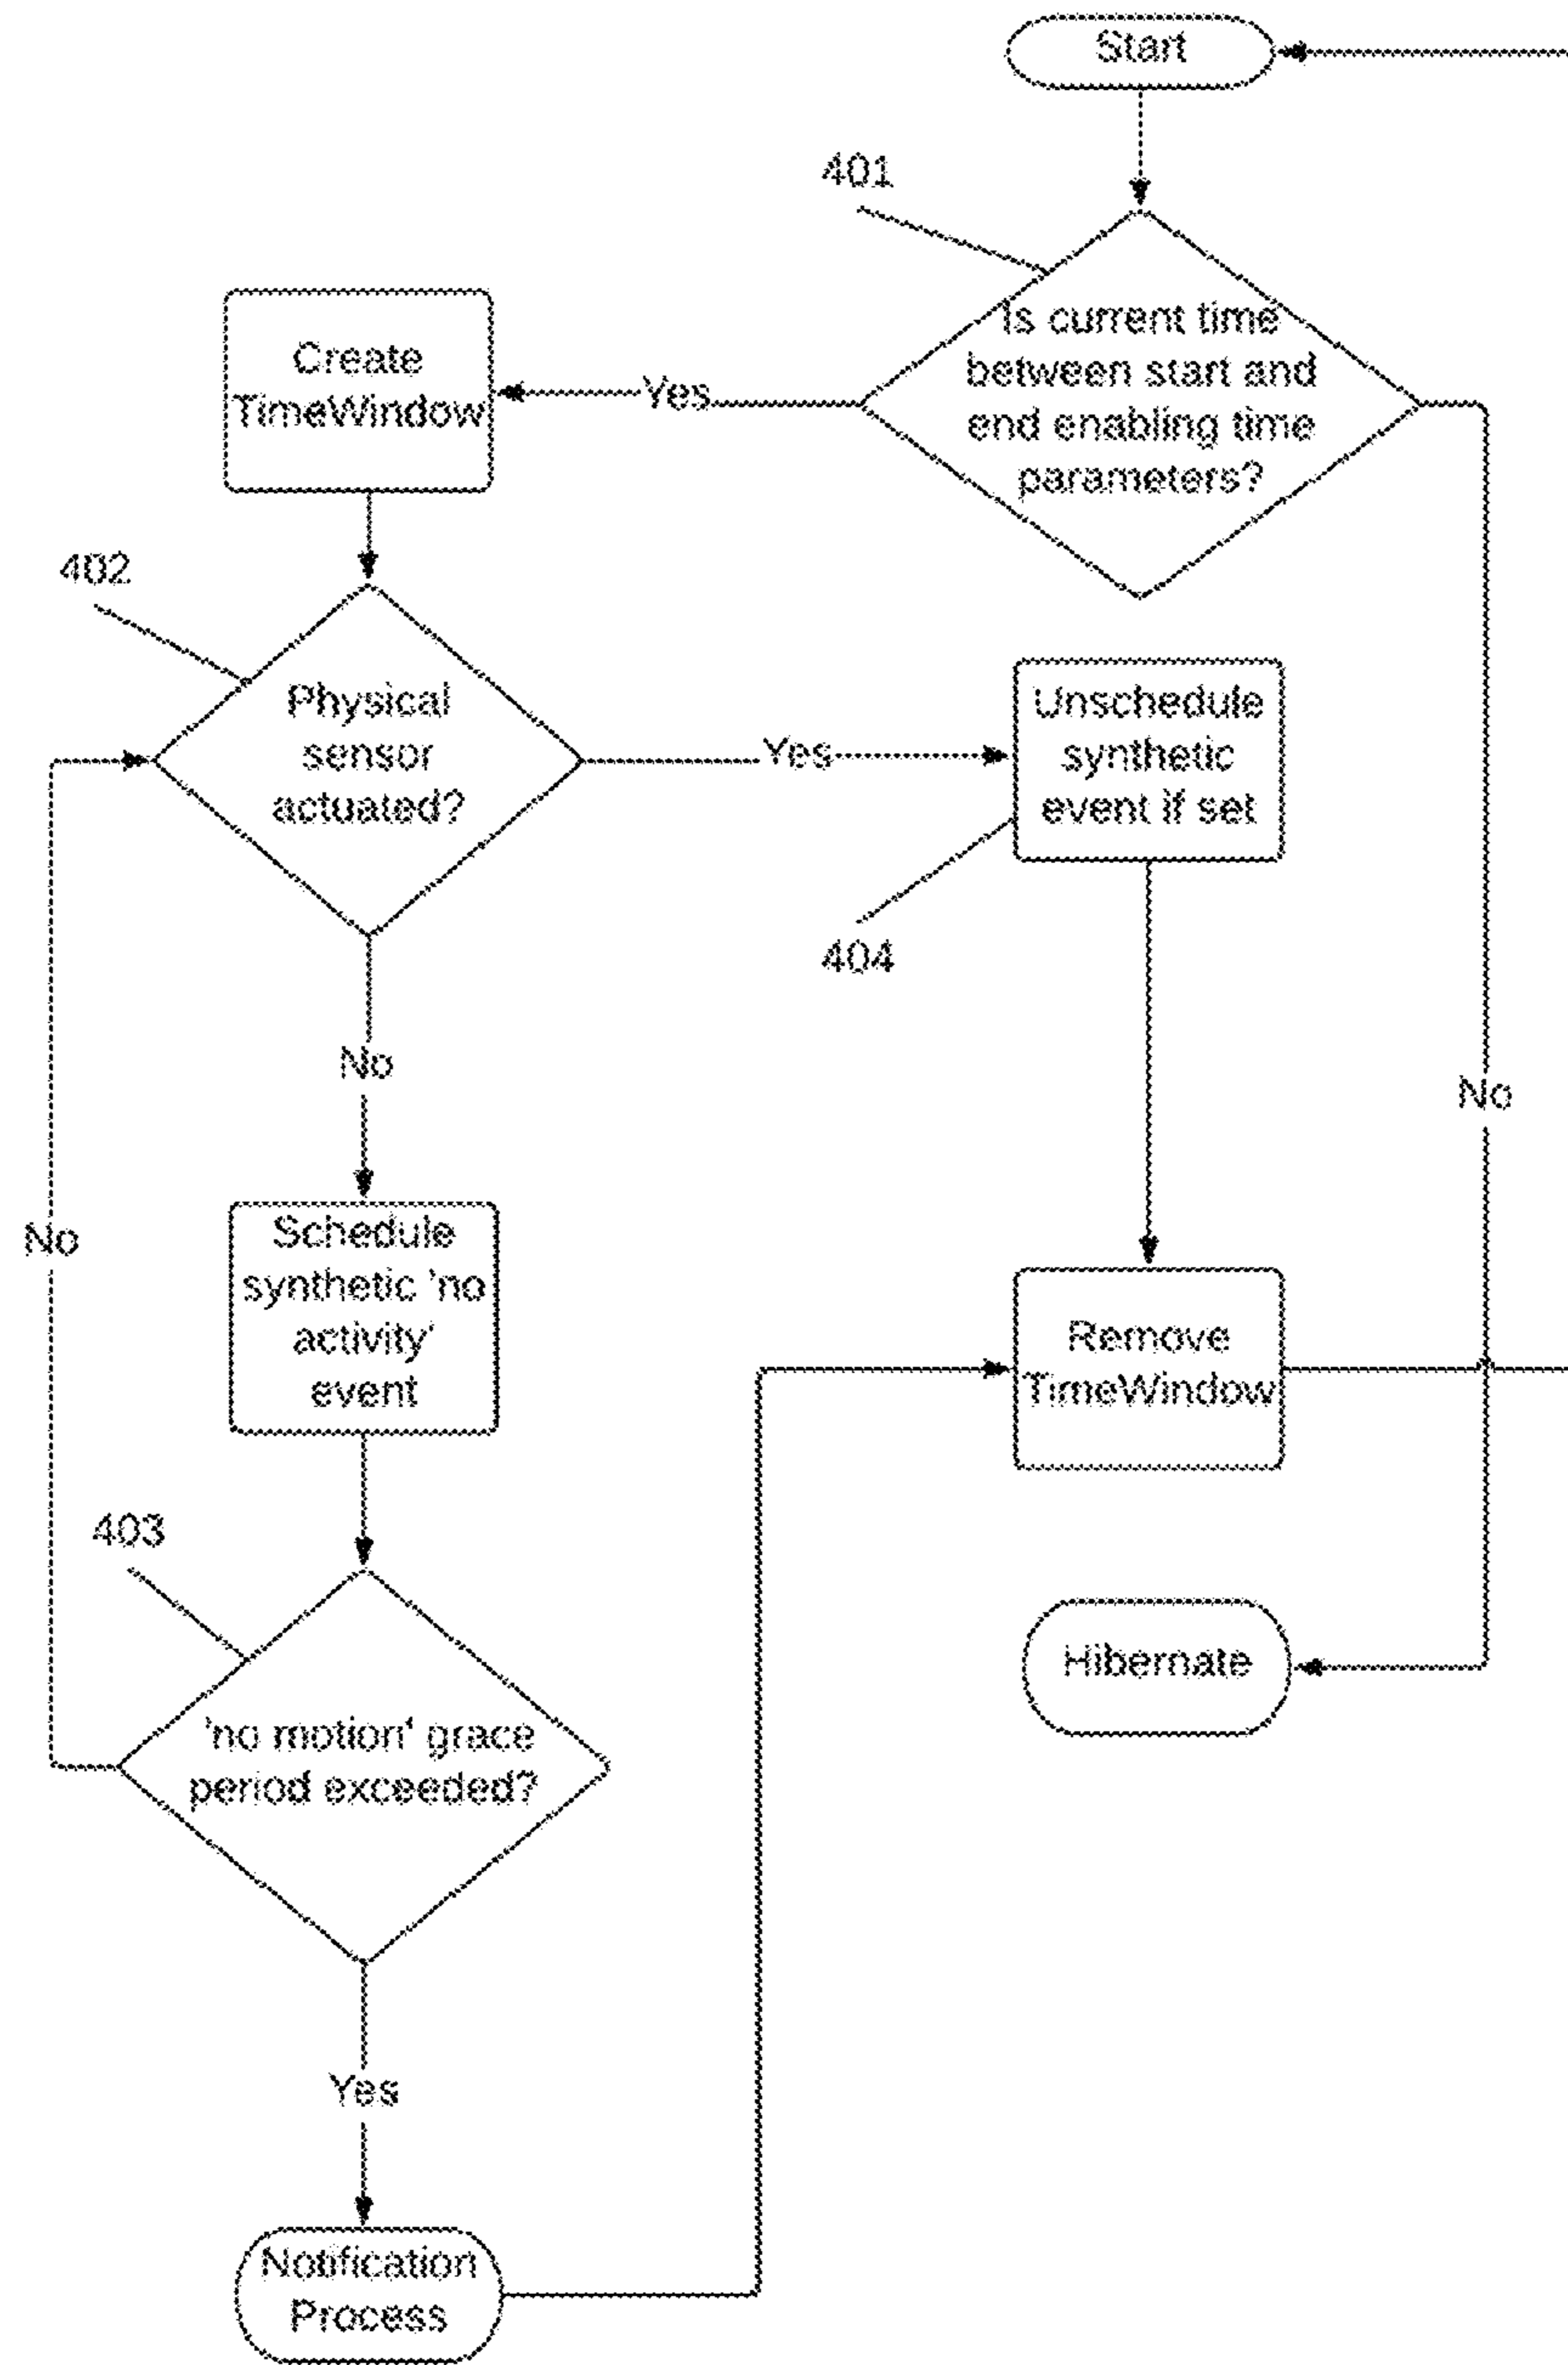 Start
401
Is current time
between start and
end enabling time
parameters?
Yes
Create
TimeWindow
402
Physical
sensor
actuated?
Yes
Unschedule
synthetic
event if set
404
No
No
No
Schedule
synthetic 'no
activity'
event
Remove
TimeWindow
403
'no motion' grace
period exceeded?
Hibernate
Yes
Notification
Process